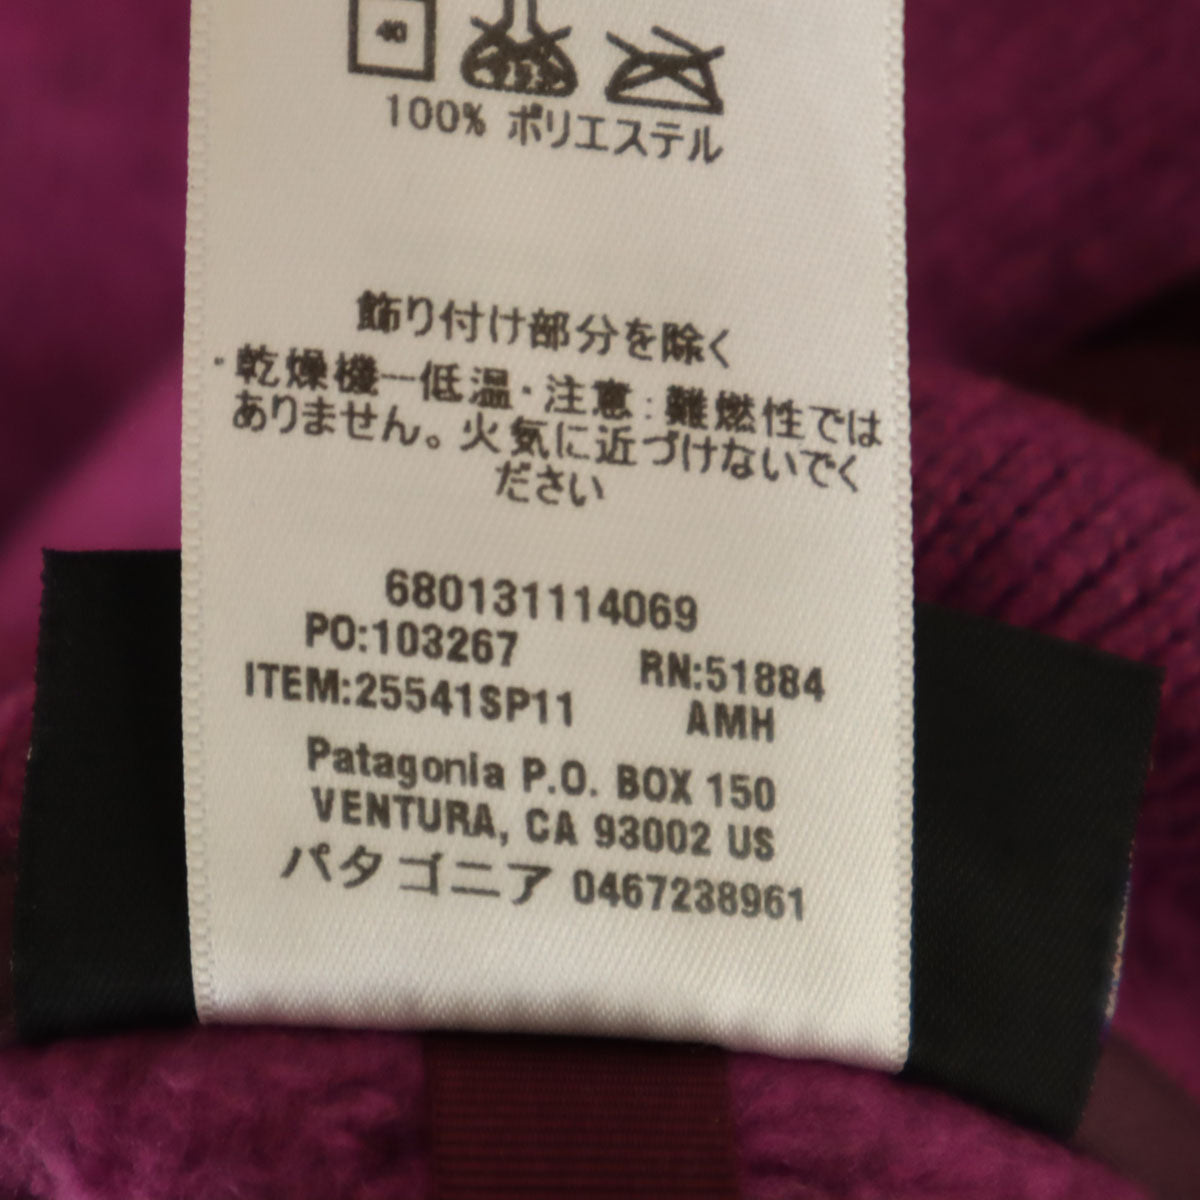 40
100% ポリエステル
飾り付け部分を除く
・乾燥機ー低温・注意:難燃性では
ありません。火気に近づけないでく
ださい
680131114069
PO:103267
RN:51884
ITEM:25541SP11
AMH
Patagonia P.O. BOX 150
VENTURA, CA 93002 US
パタゴニア 0467238961